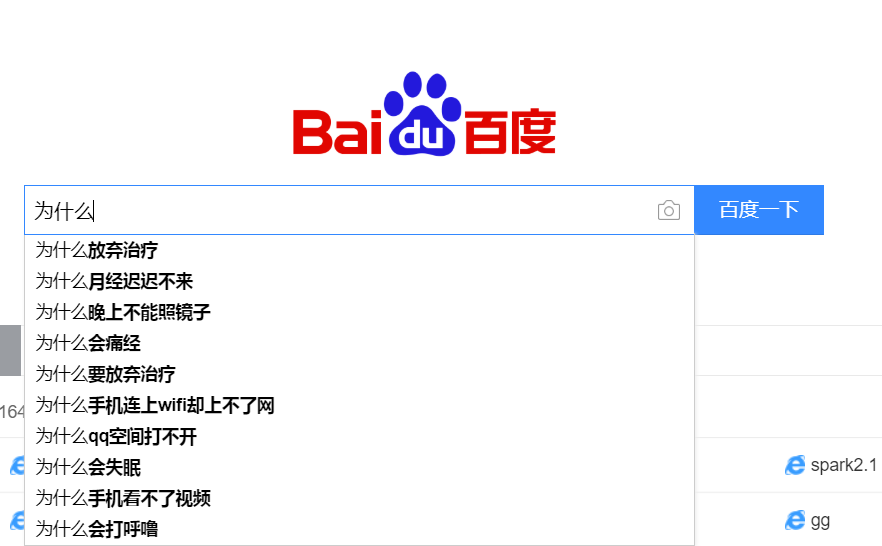 Baidu百度
为什么
百度一下
为什么放弃治疗
为什么月经迟迟不来
为什么晚上不能照镜子
为什么会痛经
为什么要放弃治疗
为什么手机连上wifi却上不了网
164
为什么qq空间打不开
为什么会失眠
spark2.1
为什么手机看不了视频
gg
为什么会打呼噜